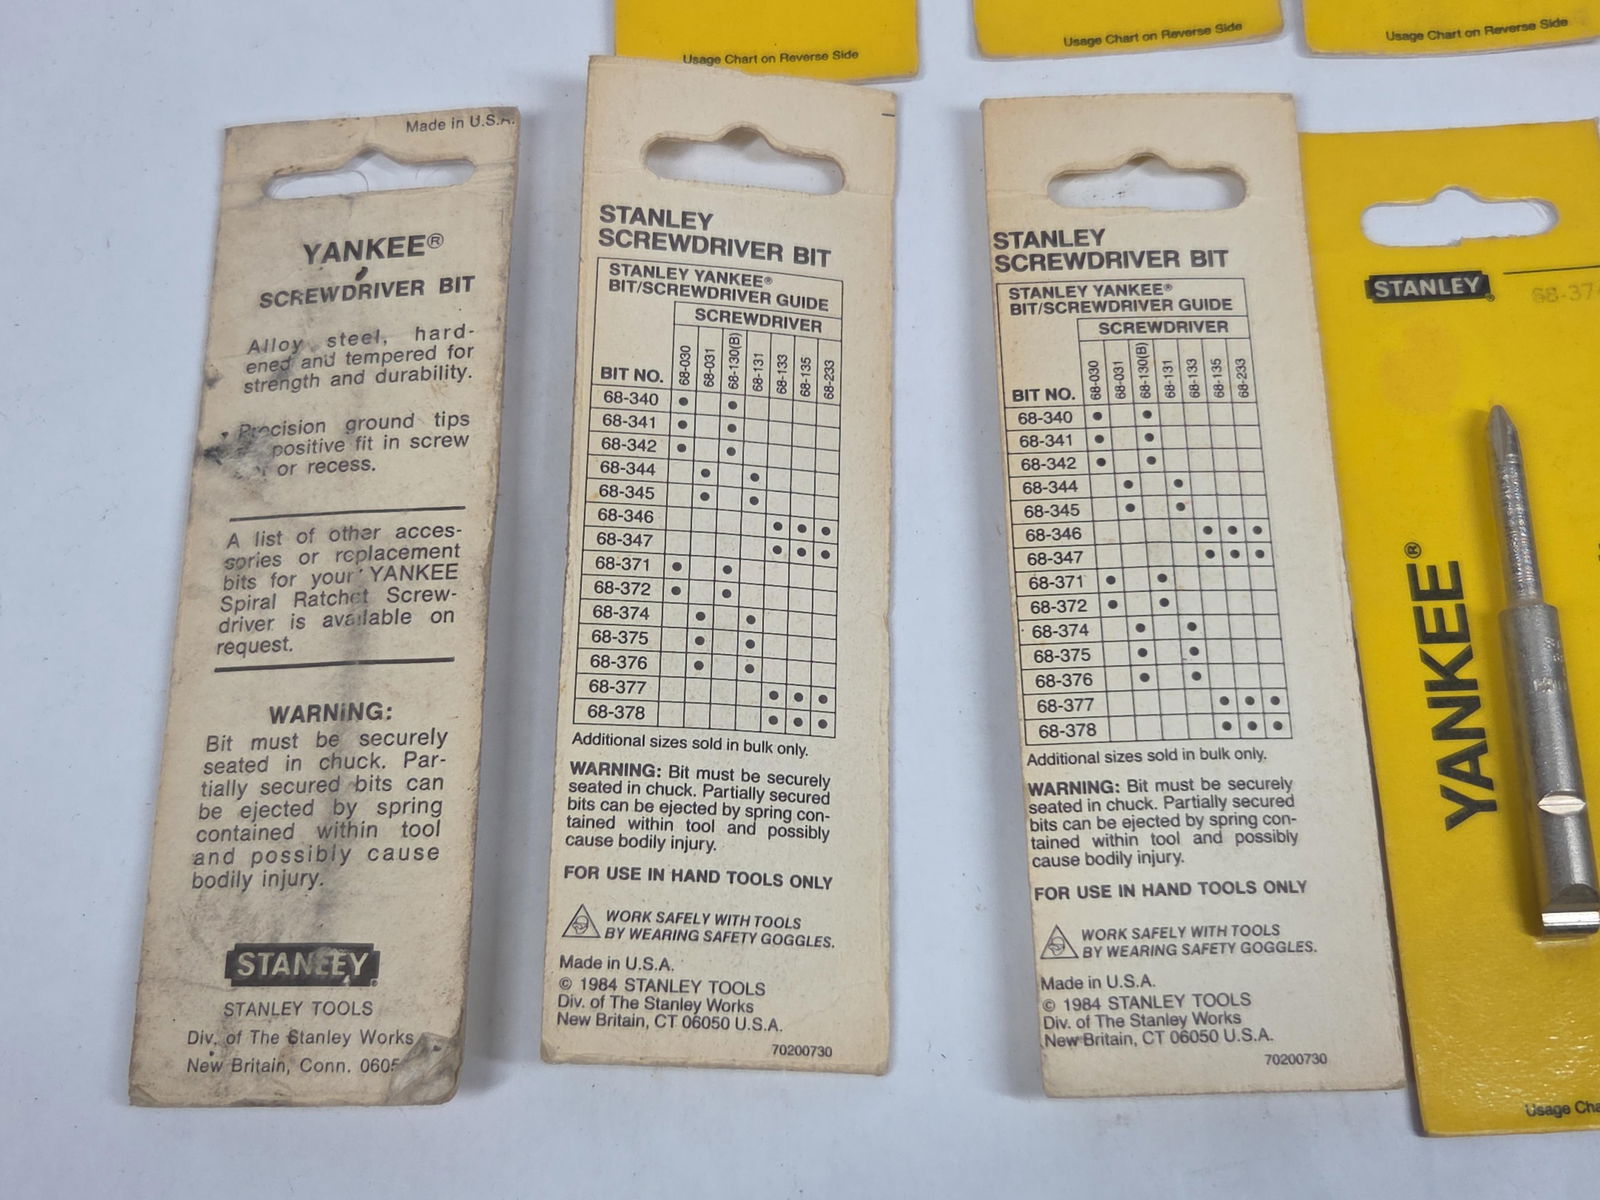 Usage Chart on Reverse Side
Usage Chart on Reverse Side
Usage Chart on Reverse Side
Made in U.S.A.
YANKEE®
SCREWDRIVER BIT
Alloy steel, hard-
ened and tempered for
strength and durability.
Precision ground tips
positive fit in screw
or recess.
A list of other acces-
sories or replacement
bits for your YANKEE
Spiral Ratchet Screw-
driver is available on
request.
WARNING:
Bit must be securely
seated in chuck. Par-
tially secured bits can
be ejected by spring
contained within tool
and possibly cause
bodily injury.
STANLEY
STANLEY TOOLS
Div. of The Stanley Works
New Britain, Conn. 0605
STANLEY
SCREWDRIVER BIT
STANLEY YANKEE®
BIT/SCREWDRIVER GUIDE
SCREWDRIVER
BIT NO. 68-030 68-031 68-130(B) 68-131 68-133 68-135 68-233
68-340 • •
68-341 • •
68-342 • •
68-344 • •
68-345 • •
68-346 • • •
68-347 • • •
68-371 • •
68-372 • •
68-374 • •
68-375 • •
68-376 • •
68-377 • • •
68-378 • • •
Additional sizes sold in bulk only.
WARNING: Bit must be securely
seated in chuck. Partially secured
bits can be ejected by spring con-
tained within tool and possibly
cause bodily injury.
FOR USE IN HAND TOOLS ONLY
WORK SAFELY WITH TOOLS
BY WEARING SAFETY GOGGLES.
Made in U.S.A.
© 1984 STANLEY TOOLS
Div. of The Stanley Works
New Britain, CT 06050 U.S.A.
70200730
STANLEY
SCREWDRIVER BIT
STANLEY YANKEE®
BIT/SCREWDRIVER GUIDE
SCREWDRIVER
BIT NO. 68-030 68-031 68-130(B) 68-131 68-133 68-135 68-233
68-340 • •
68-341 • •
68-342 • •
68-344 • •
68-345 • •
68-346 • • •
68-347 • • •
68-371 • •
68-372 • •
68-374 • •
68-375 • •
68-376 • •
68-377 • • •
68-378 • • •
Additional sizes sold in bulk only.
WARNING: Bit must be securely
seated in chuck. Partially secured
bits can be ejected by spring con-
tained within tool and possibly
cause bodily injury.
FOR USE IN HAND TOOLS ONLY
WORK SAFELY WITH TOOLS
BY WEARING SAFETY GOGGLES.
Made in U.S.A.
© 1984 STANLEY TOOLS
Div. of The Stanley Works
New Britain, CT 06050 U.S.A.
70200730
STANLEY
68-37
YANKEE®
Usage Cha